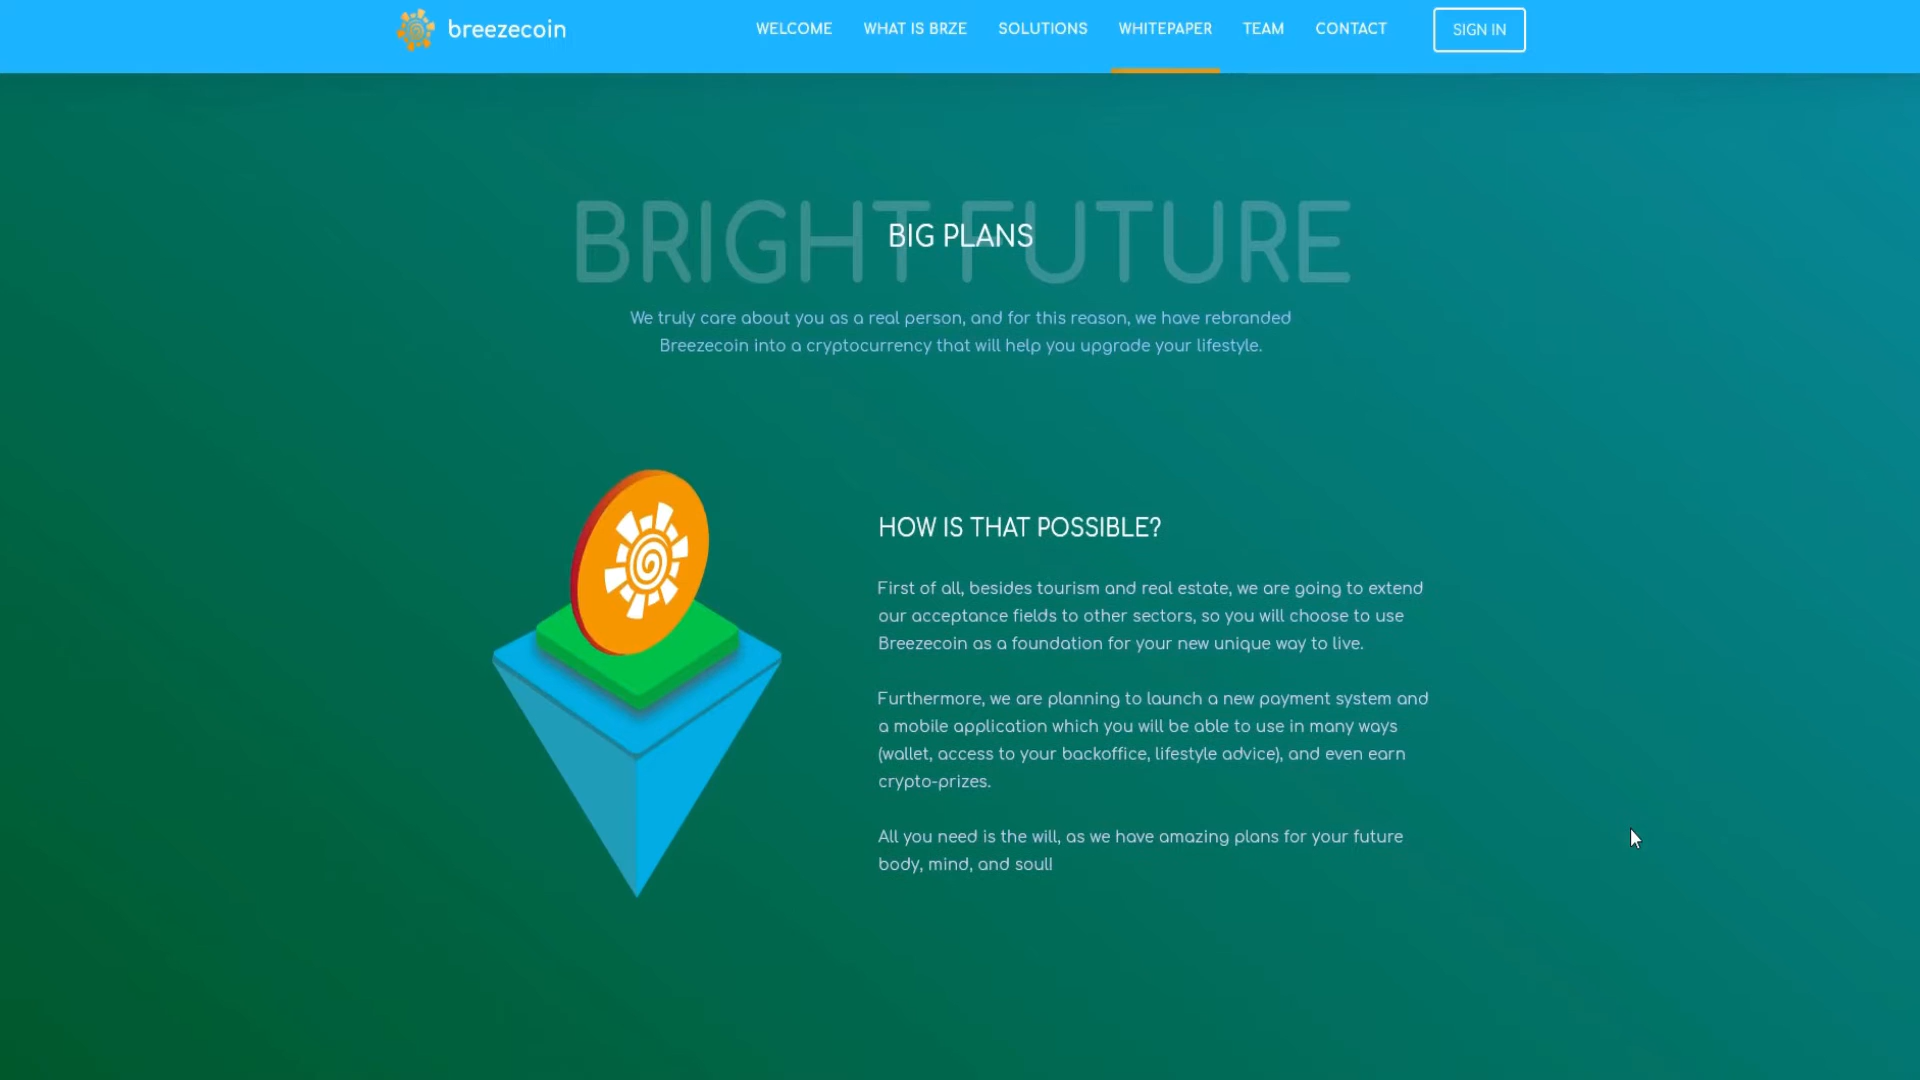 breezecoin
WELCOME WHAT IS BRZE SOLUTIONS WHITEPAPER TEAM CONTACT SIGN IN
BRIGHT FUTURE
BIG PLANS
We truly care about you as a real person, and for this reason, we have rebranded
Breezecoin into a cryptocurrency that will help you upgrade your lifestyle.
HOW IS THAT POSSIBLE?
First of all, besides tourism and real estate, we are going to extend
our acceptance fields to other sectors, so you will choose to use
Breezecoin as a foundation for your new unique way to live.
Furthermore, we are planning to launch a new payment system and
a mobile application which you will be able to use in many ways
(wallet, access to your backoffice, lifestyle advice), and even earn
crypto-prizes.
All you need is the will, as we have amazing plans for your future
body, mind, and soul!